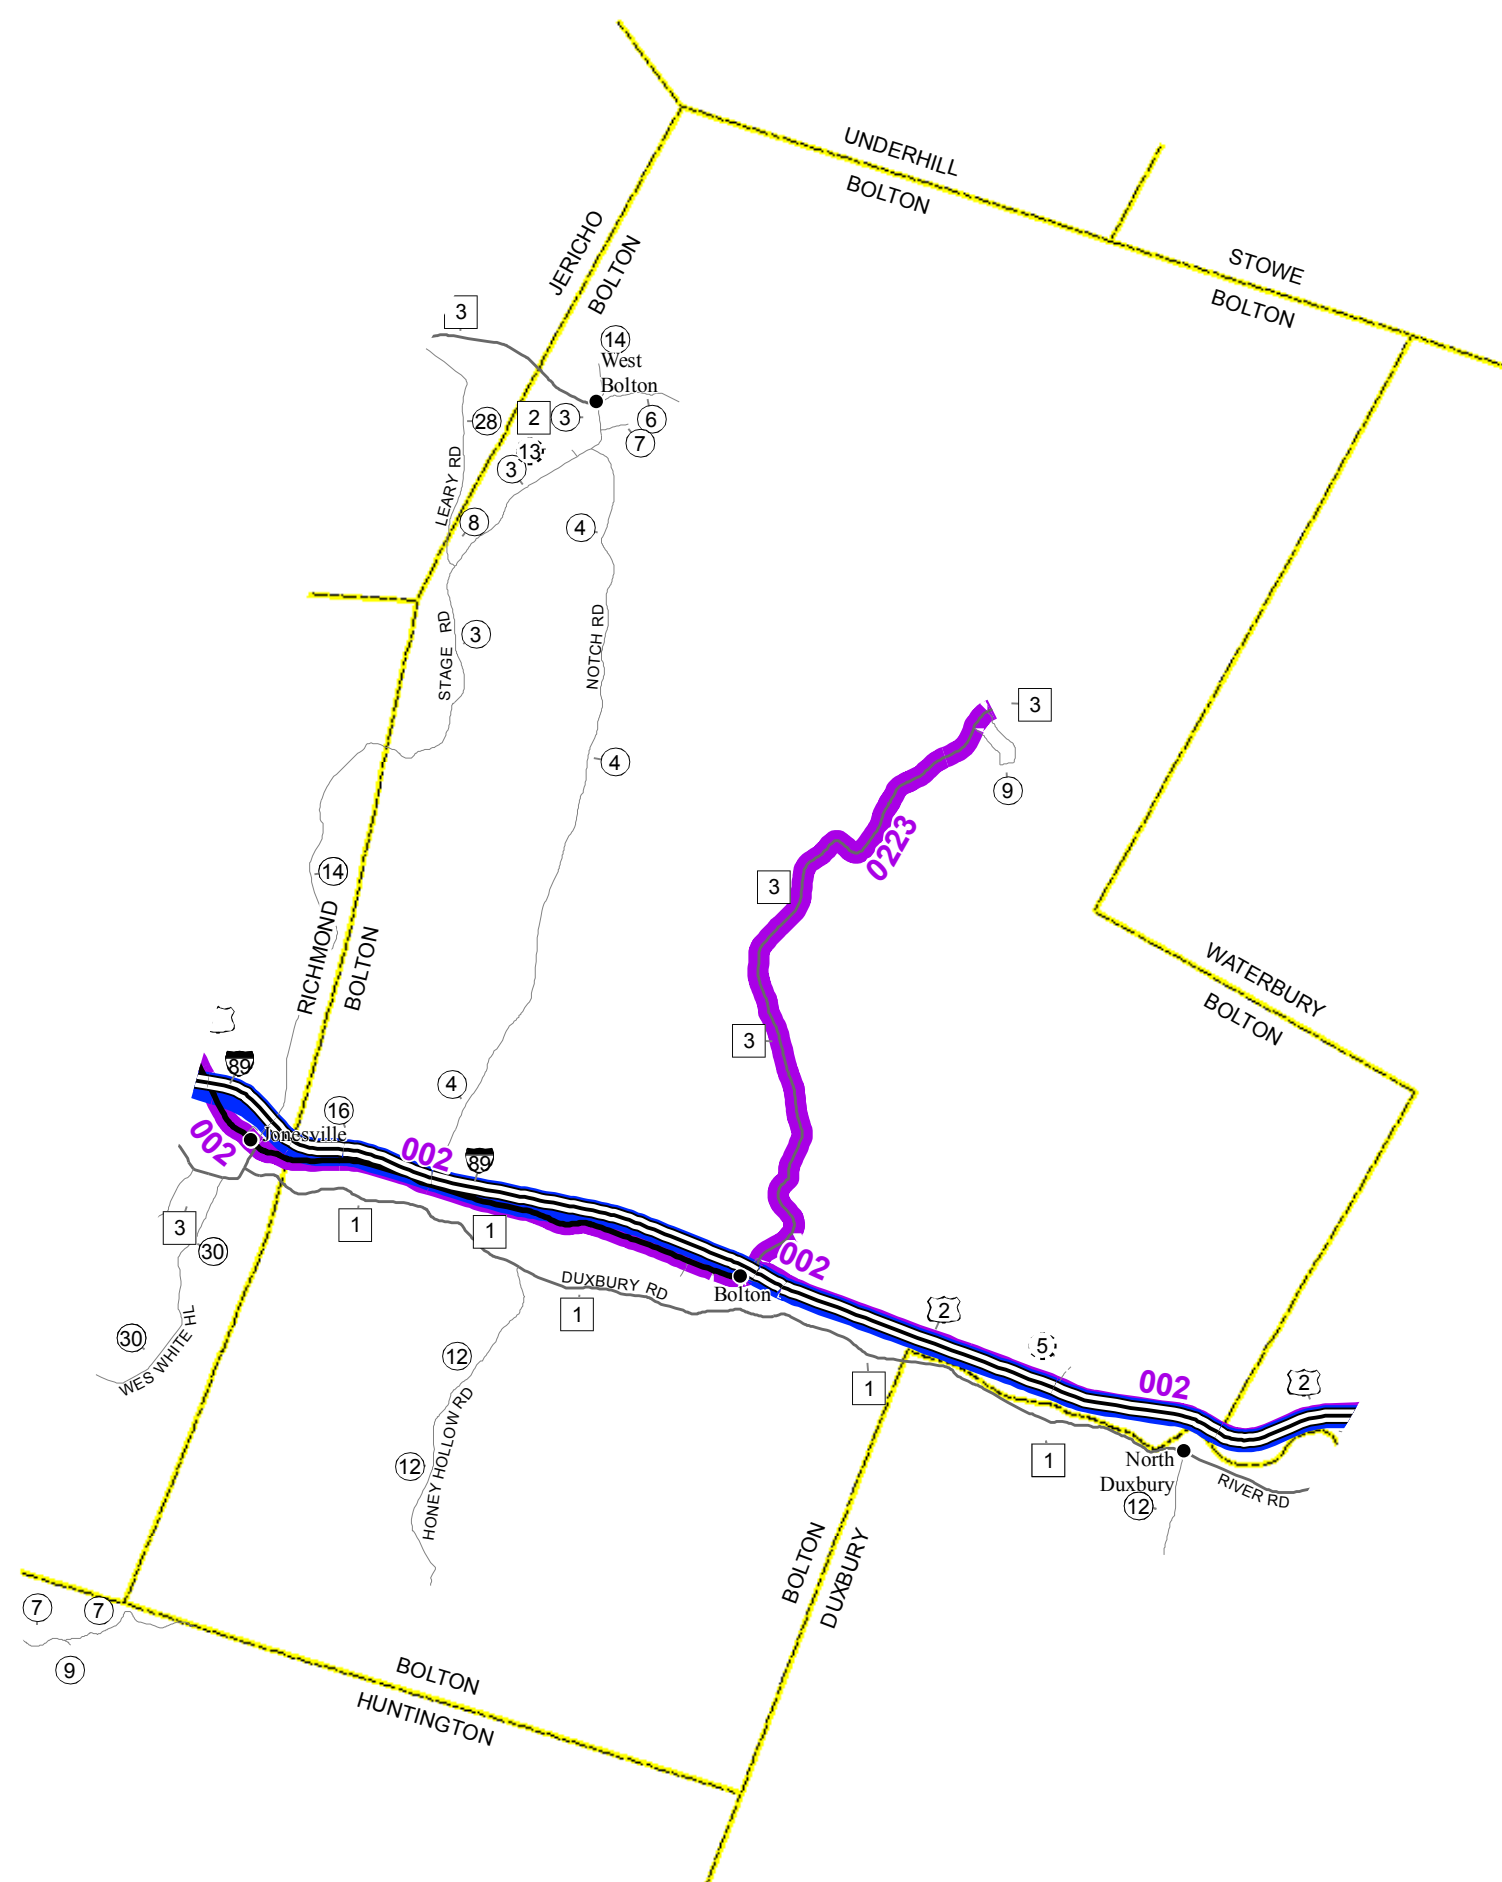 UNDERHILL
BOLTON
STOWE
BOLTON
JERICHO
BOLTON
3
14
West
Bolton
28
2
3
6
7
13
3
LEARY RD
8
4
STAGE RD
3
NOTCH RD
3
4
9
0223
3
14
RICHMOND
BOLTON
WATERBURY
BOLTON
3
89
4
16
002
Jonesville
002
89
3
1
1
30
002
DUXBURY RD
Bolton
1
2
5
30
WES WHITE HL
12
1
002
2
HONEY HOLLOW RD
12
1
North
Duxbury
12
RIVER RD
BOLTON
DUXBURY
7
7
9
BOLTON
HUNTINGTON